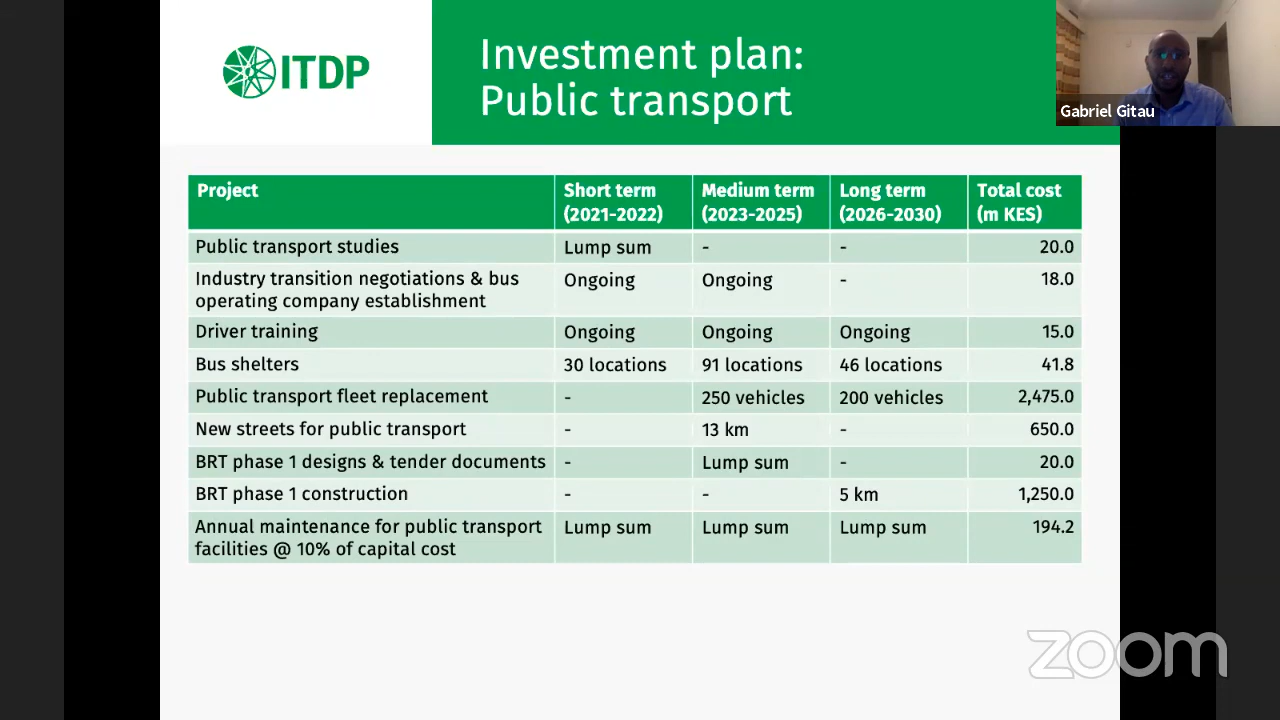 ITDP
Investment plan:
Public transport
Gabriel Gitau
Project Short term (2021-2022) Medium term (2023-2025) Long term (2026-2030) Total cost (m KES)
Public transport studies Lump sum - - 20.0
Industry transition negotiations & bus operating company establishment Ongoing Ongoing - 18.0
Driver training Ongoing Ongoing Ongoing 15.0
Bus shelters 30 locations 91 locations 46 locations 41.8
Public transport fleet replacement - 250 vehicles 200 vehicles 2,475.0
New streets for public transport - 13 km - 650.0
BRT phase 1 designs & tender documents - Lump sum - 20.0
BRT phase 1 construction - - 5 km 1,250.0
Annual maintenance for public transport facilities @ 10% of capital cost Lump sum Lump sum Lump sum 194.2
zoom